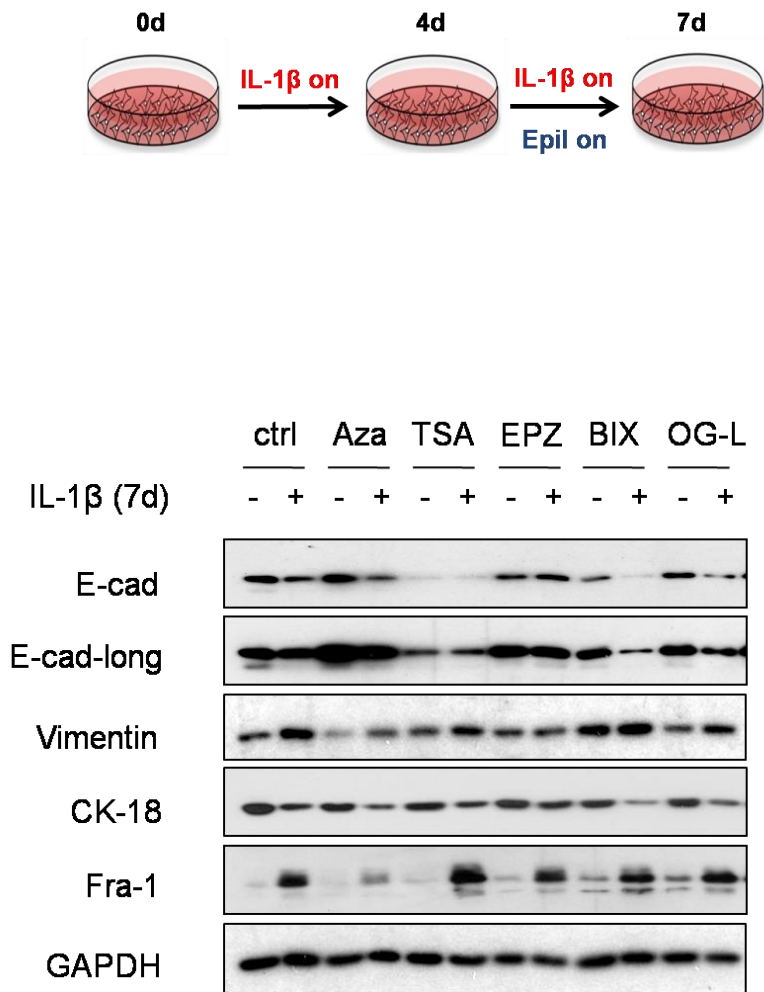 0d 4d 7d
IL-1β on IL-1β on
Epil on
ctrl Aza TSA EPZ BIX OG-L
IL-1β (7d) - + - + - + - + - + - +
E-cad
E-cad-long
Vimentin
CK-18
Fra-1
GAPDH